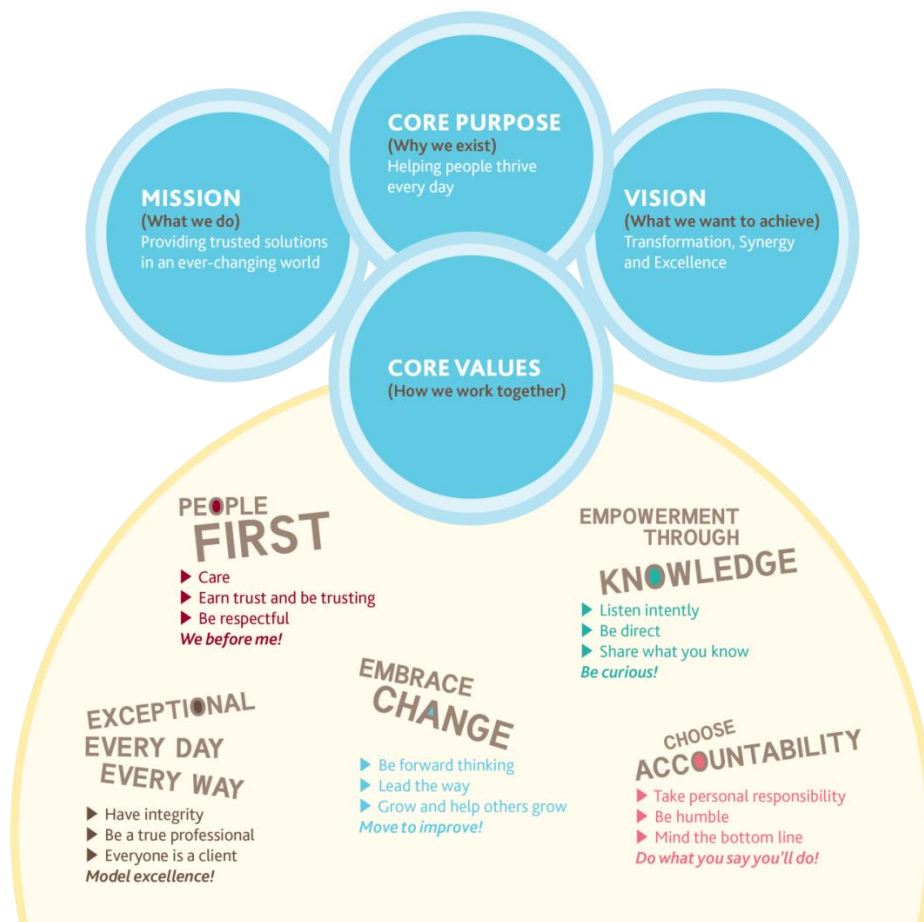 CORE PURPOSE
(Why we exist)
Helping people thrive
every day
MISSION
(What we do)
Providing trusted solutions
in an ever-changing world
VISION
(What we want to achieve)
Transformation, Synergy
and Excellence
CORE VALUES
(How we work together)
PEOPLE
FIRST
▶ Care
▶ Earn trust and be trusting
▶ Be respectful
We before me!
EMPOWERMENT
THROUGH
KNOWLEDGE
▶ Listen intently
▶ Be direct
▶ Share what you know
Be curious!
EXCEPTIONAL
EVERY DAY
EVERY WAY
▶ Have integrity
▶ Be a true professional
▶ Everyone is a client
Model excellence!
EMBRACE
CHANGE
▶ Be forward thinking
▶ Lead the way
▶ Grow and help others grow
Move to improve!
CHOOSE
ACCOUNTABILITY
▶ Take personal responsibility
▶ Be humble
▶ Mind the bottom line
Do what you say you'll do!